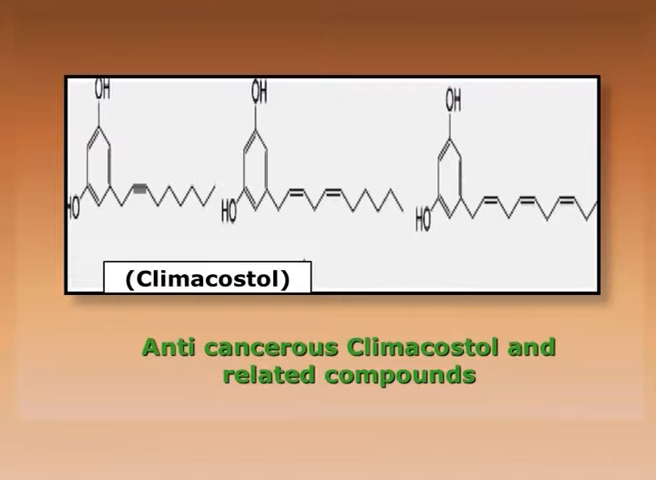 OH OH OH
HO HO HO
(Climacostol)
Anti cancerous Climacostol and
related compounds